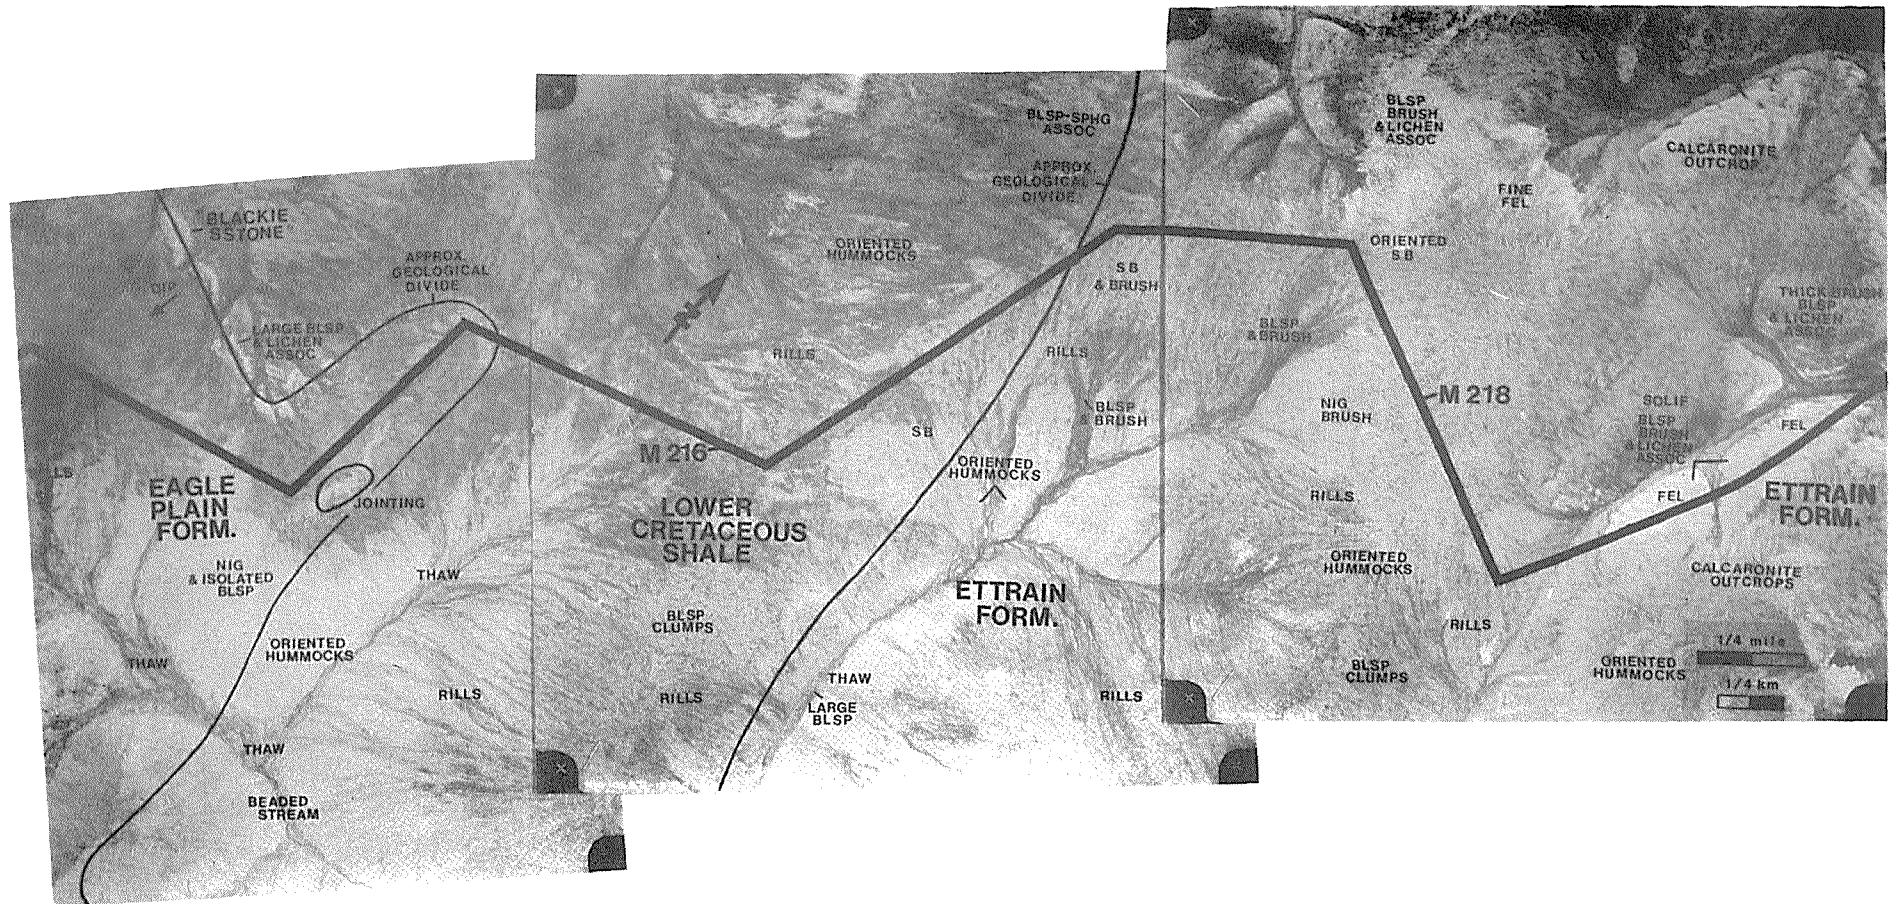 BLACKIE
SSTONE
APPROX.
GEOLOGICAL
DIVIDE
DIP
LARGE BLSP
& LICHEN
ASSOC
LS
EAGLE
PLAIN
FORM.
JOINTING
NIG
& ISOLATED
BLSP
THAW
ORIENTED
HUMMOCKS
THAW
RILLS
THAW
BEADED
STREAM
BLSP-SPHG
ASSOC
APPROX.
GEOLOGICAL
DIVIDE
ORIENTED
HUMMOCKS
N
SB
& BRUSH
RILLS
RILLS
BLSP
& BRUSH
SB
M 216
ORIENTED
HUMMOCKS
LOWER
CRETACEOUS
SHALE
ETTRAIN
FORM.
BLSP
CLUMPS
THAW
RILLS
LARGE
BLSP
RILLS
BLSP
BRUSH
& LICHEN
ASSOC
CALCARONITE
OUTCROP
FINE
FEL
ORIENTED
SB
THICK BRUSH
BLSP
& LICHEN
ASSOC
BLSP
& BRUSH
M 218
NIG
BRUSH
SOLIF
BLSP
BRUSH
& LICHEN
ASSOC
FEL
RILLS
FEL
ETTRAIN
FORM.
ORIENTED
HUMMOCKS
CALCARONITE
OUTCROPS
RILLS
1/4 mile
BLSP
CLUMPS
ORIENTED
HUMMOCKS
1/4 km